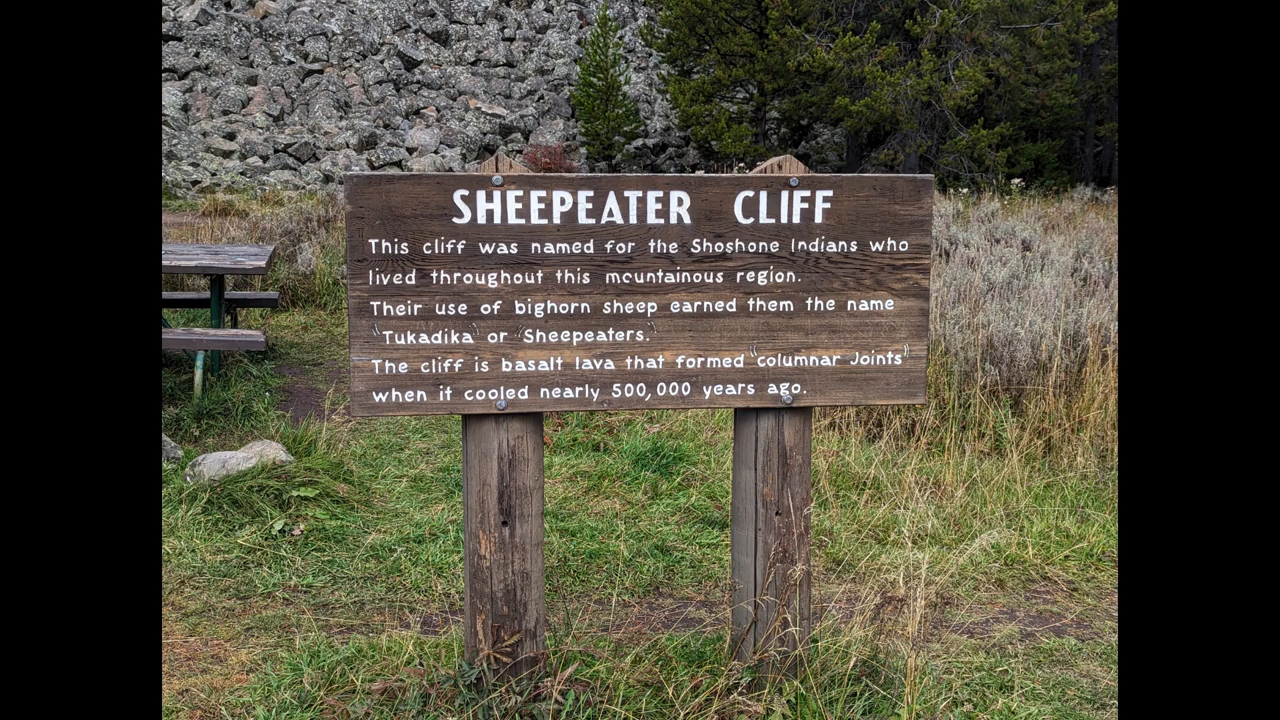 SHEEPEATER CLIFF
This cliff was named for the Shoshone Indians who
lived throughout this mountainous region.
Their use of bighorn sheep earned them the name
"Tukadika" or "Sheepeaters."
The cliff is basalt lava that formed "columnar Joints"
when it cooled nearly 500,000 years ago.